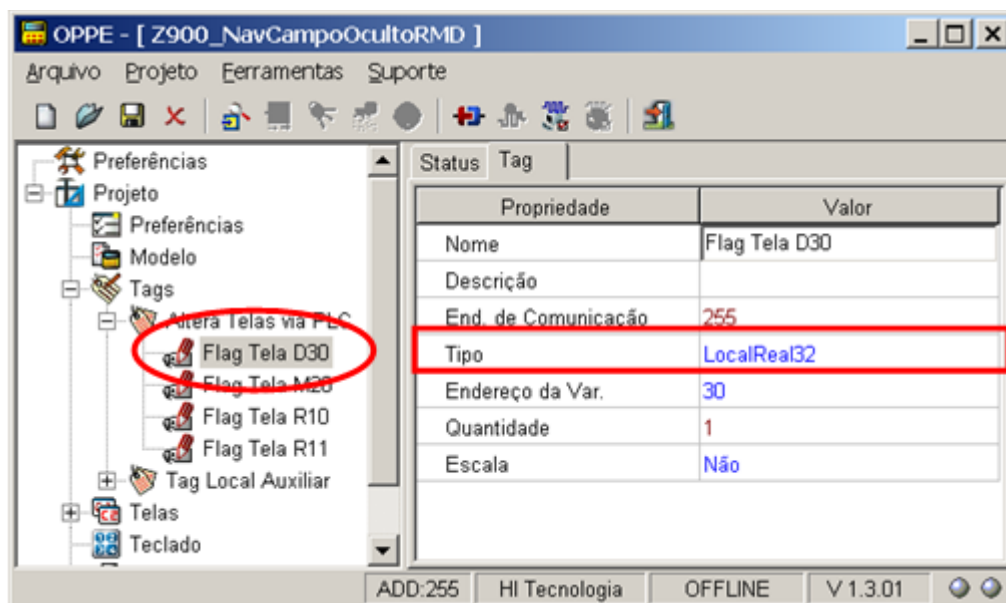 OPPE - [ Z900_NavCampoOcultoRMD ]
Arquivo Projeto Ferramentas Suporte
Preferências
Projeto
Preferências
Modelo
Tags
Altera Telas via PLC
Flag Tela D30
Flag Tela M20
Flag Tela R10
Flag Tela R11
Tag Local Auxiliar
Telas
Teclado
Status Tag
Propriedade Valor
Nome Flag Tela D30
Descrição
End. de Comunicação 255
Tipo LocalReal32
Endereço da Var. 30
Quantidade 1
Escala Não
ADD:255 HI Tecnologia OFFLINE V 1.3.01